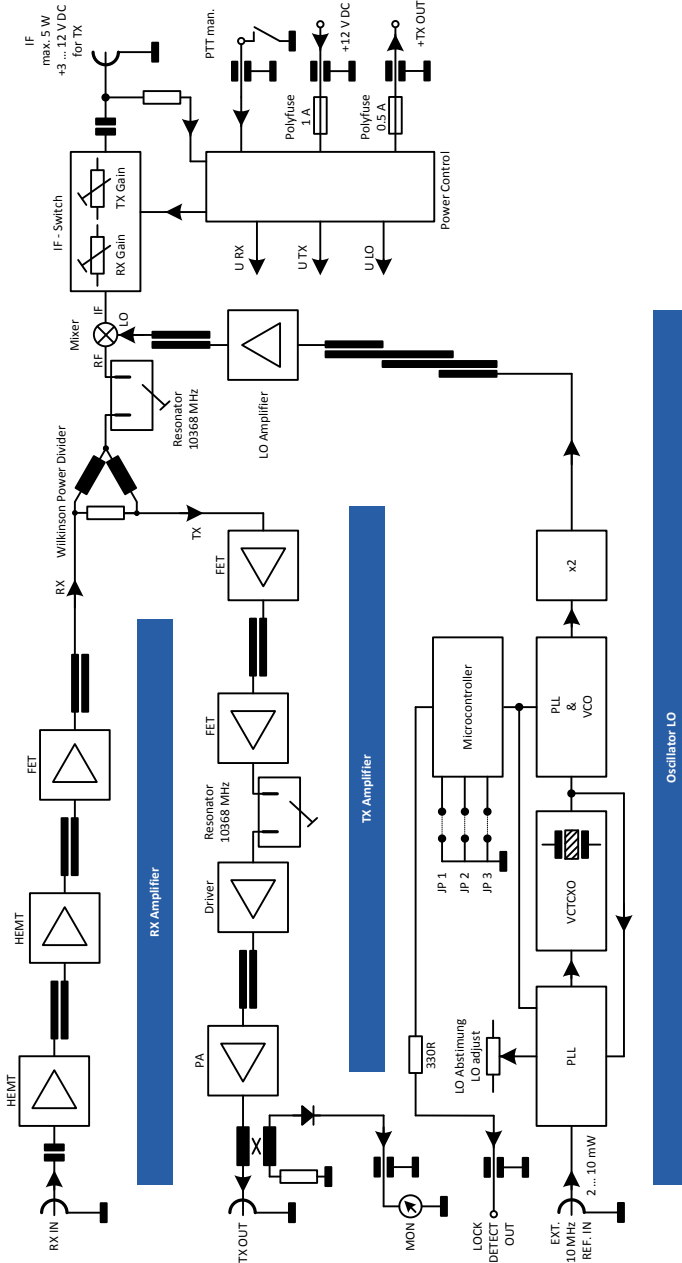 RX IN
HEMT
HEMT
FET
RX
Wilkinson Power Divider
Resonator
10368 MHz
RF
Mixer
IF
LO
IF - Switch
RX Gain
TX Gain
IF
max. 5 W
+3 ... 12 V DC
for TX
RX Amplifier
TX OUT
PA
Driver
Resonator
10368 MHz
FET
FET
TX
LO Amplifier
U RX
U TX
U LO
Power Control
PTT man.
Polyfuse
1 A
+12 V DC
Polyfuse
0.5 A
+TX OUT
TX Amplifier
MON
LOCK
DETECT
OUT
330R
LO Abstimung
LO adjust
JP 1
JP 2
JP 3
Microcontroller
EXT.
10 MHz
REF. IN
2 ... 10 mW
PLL
VCTCXO
PLL
&
VCO
x2
Oscillator LO